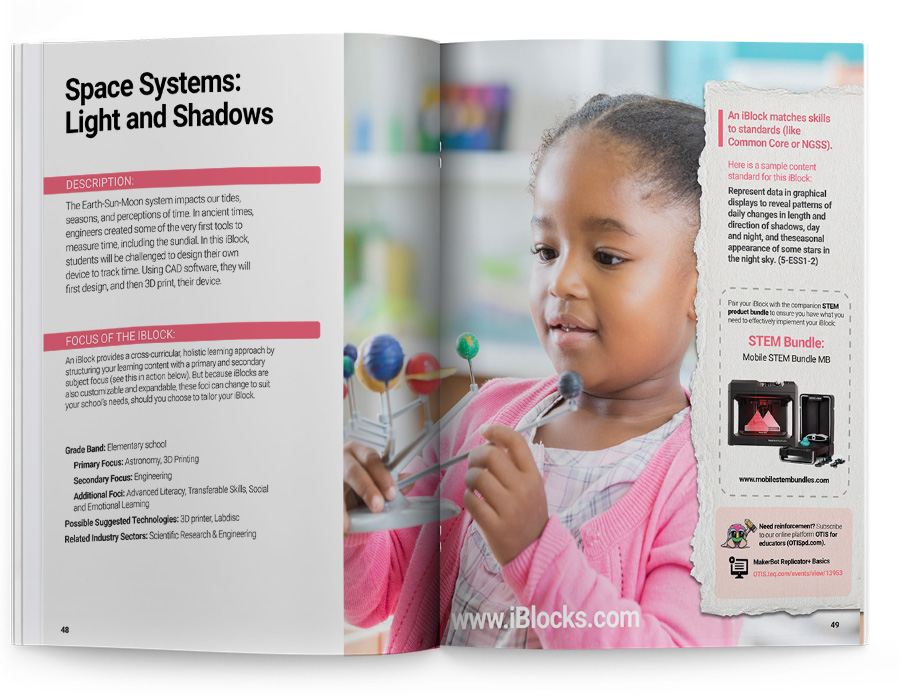 Space Systems:
Light and Shadows
DESCRIPTION:
The Earth-Sun-Moon system impacts our tides,
seasons, and perceptions of time. In ancient times,
engineers created some of the very first tools to
measure time, including the sundial. In this iBlock,
students will be challenged to design their own
device to track time. Using CAD software, they will
first design, and then 3D print, their device.
FOCUS OF THE IBLOCK:
An iBlock provides a cross-curricular, holistic learning approach by
structuring your learning content with a primary and secondary
subject focus (see this in action below). But because iBlocks are
also customizable and expandable, these foci can change to suit
your school's needs, should you choose to tailor your iBlock.
Grade Band: Elementary school
Primary Focus: Astronomy, 3D Printing
Secondary Focus: Engineering
Additional Foci: Advanced Literacy, Transferable Skills, Social
and Emotional Learning
Possible Suggested Technologies: 3D printer, Labdisc
Related Industry Sectors: Scientific Research & Engineering
48
www.iBlocks.com
An iBlock matches skills
to standards (like
Common Core or NGSS).
Here is a sample content
standard for this iBlock:
Represent data in graphical
displays to reveal patterns of
daily changes in length and
direction of shadows, day
and night, and theseasonal
appearance of some stars in
the night sky. (5-ESS1-2)
Pair your iBlock with the companion STEM
product bundle to ensure you have what you
need to effectively implement your iBlock:
STEM Bundle:
Mobile STEM Bundle MB
www.mobilestembundles.com
Need reinforcement? Subscribe
to our online platform OTIS for
educators (OTISpd.com).
MakerBot Replicator+ Basics
OTIS.teq.com/events/view/13953
49